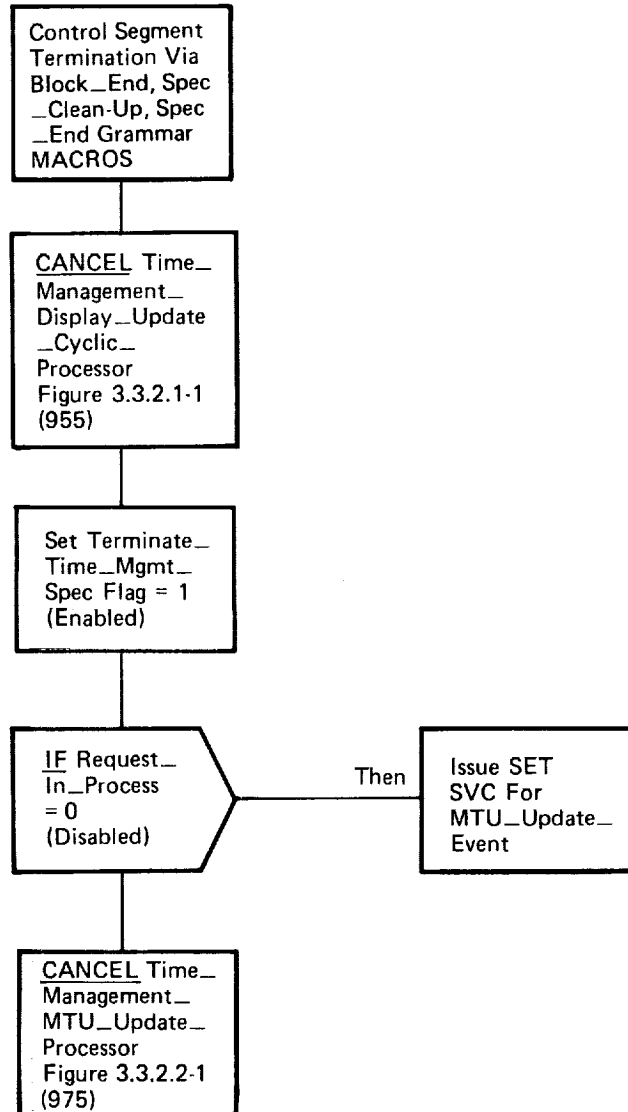 Control Segment
Termination Via
Block_End, Spec
_Clean-Up, Spec
_End Grammar
MACROS
CANCEL Time_
Management_
Display_Update
_Cyclic_
Processor
Figure 3.3.2.1-1
(955)
Set Terminate_
Time_Mgmt_
Spec Flag = 1
(Enabled)
IF Request_
In_Process
= 0
(Disabled)
Then
Issue SET
SVC For
MTU_Update_
Event
CANCEL Time_
Management_
MTU_Update_
Processor
Figure 3.3.2.2-1
(975)